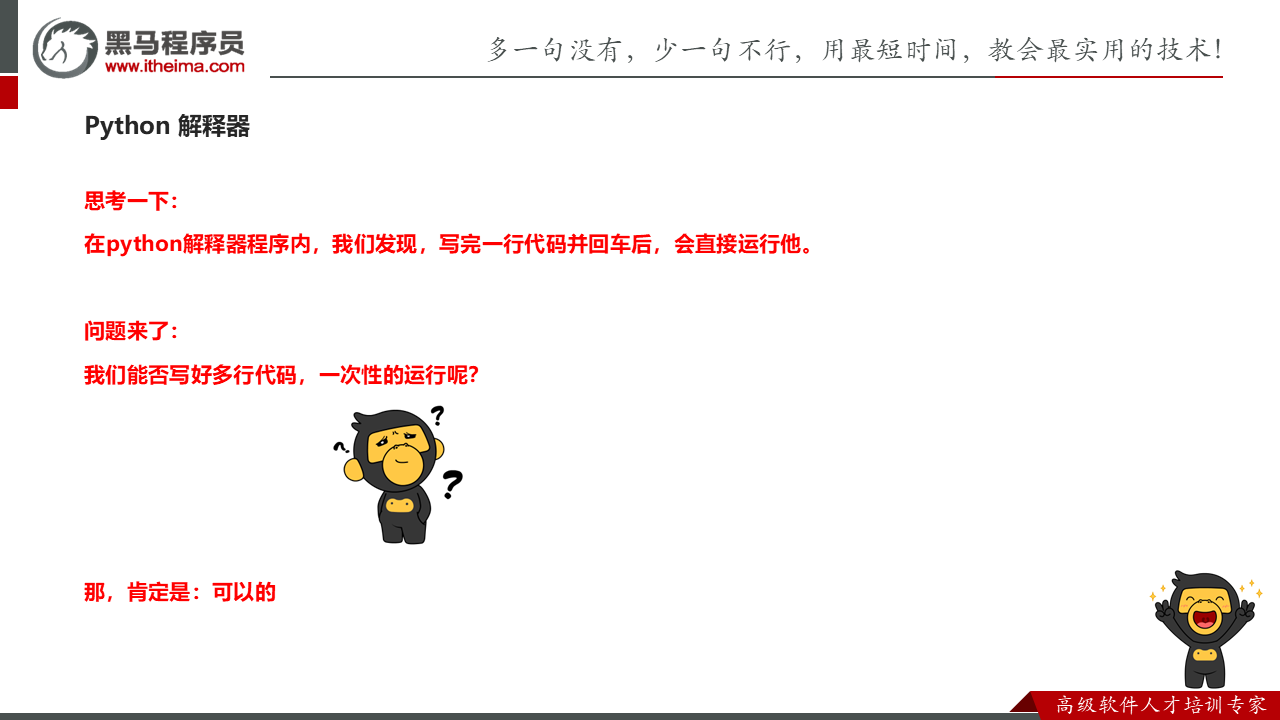 黑马程序员
www.itheima.com
多一句没有，少一句不行，用最短时间，教会最实用的技术！
Python 解释器
思考一下：
在python解释器程序内，我们发现，写完一行代码并回车后，会直接运行他。
问题来了：
我们能否写好多行代码，一次性的运行呢？
?
?
?
那，肯定是：可以的
高级软件人才培训专家